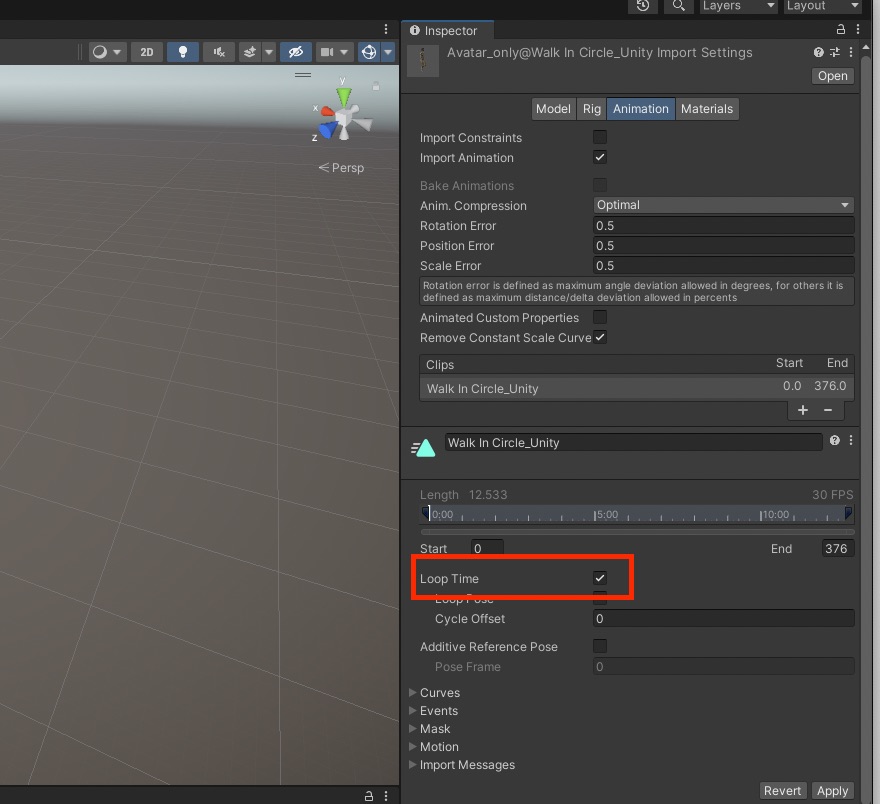 Layers Layout
Inspector
2D
Avatar_only@Walk In Circle_Unity Import Settings
Open
y
x
z
Persp
Model Rig Animation Materials
Import Constraints
Import Animation
Bake Animations
Anim. Compression Optimal
Rotation Error 0.5
Position Error 0.5
Scale Error 0.5
Rotation error is defined as maximum angle deviation allowed in degrees, for others it is
defined as maximum distance/delta deviation allowed in percents
Animated Custom Properties
Remove Constant Scale Curve
Clips Start End
Walk In Circle_Unity 0.0 376.0
+ −
Walk In Circle_Unity
Length 12.533 30 FPS
0:00 5:00 10:00
Start 0 End 376
Loop Time
Loop Pose
Cycle Offset 0
Additive Reference Pose
Pose Frame 0
Curves
Events
Mask
Motion
Import Messages
Revert Apply